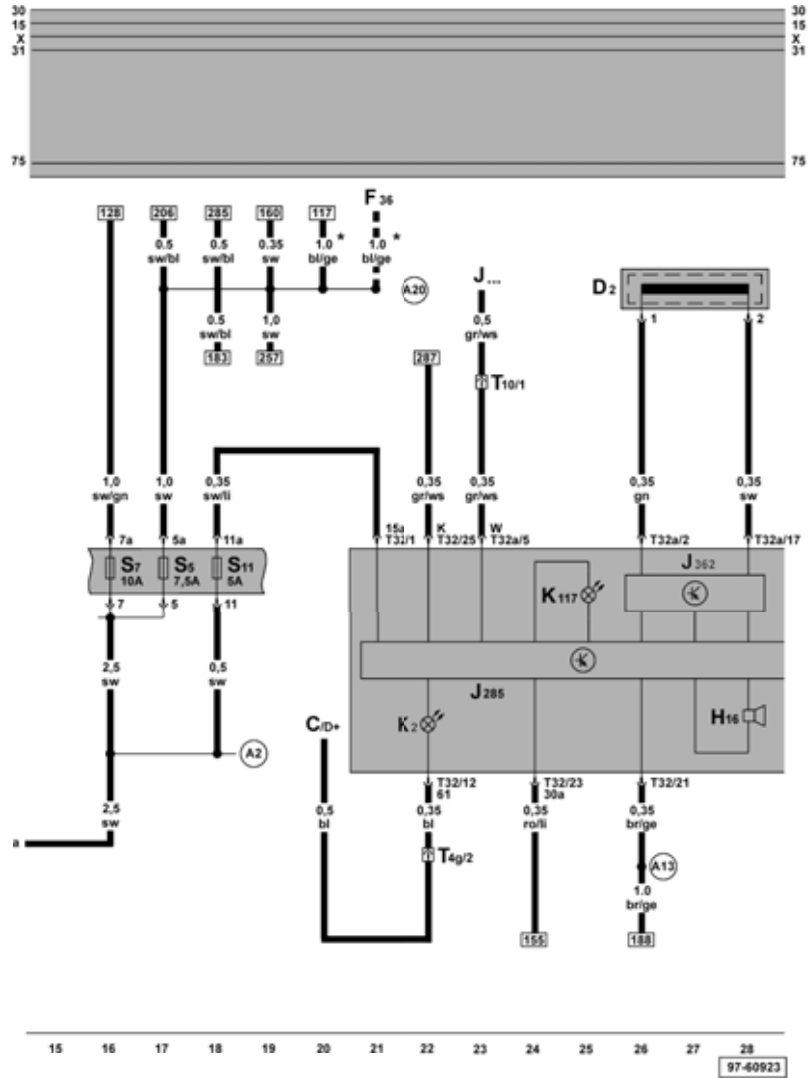 30 30
15 15
X X
31 31
75 75
F 36
128 206 285 160 117
0.5 0.5 0.35 1.0 * 1.0 *
sw/bl sw/bl sw bl/ge bl/ge
J...
D 2
A20
1 2
0.5 1,0 0,5
sw/bl sw gr/ws
183 257 287
T10/1
1,0 1,0 0,35 0,35 0,35 0,35 0,35
sw/gn sw sw/li gr/ws gr/ws gn sw
15a K W
7a 5a 11a T32/1 T32/25 T32a/5 T32a/2 T32a/17
S7 S5 S11 J362
10A 7,5A 5A
K117
7 5 11
2,5 0,5
sw sw
J285
C/D+ K2 H16
A2
T32/12 T32/23 T32/21
61 30a
2,5 0,5 0,35 0,35 0,35
sw bl bl ro/li br/ge
a
T4g/2
A13
1.0
br/ge
155 188
15 16 17 18 19 20 21 22 23 24 25 26 27 28
97-60923